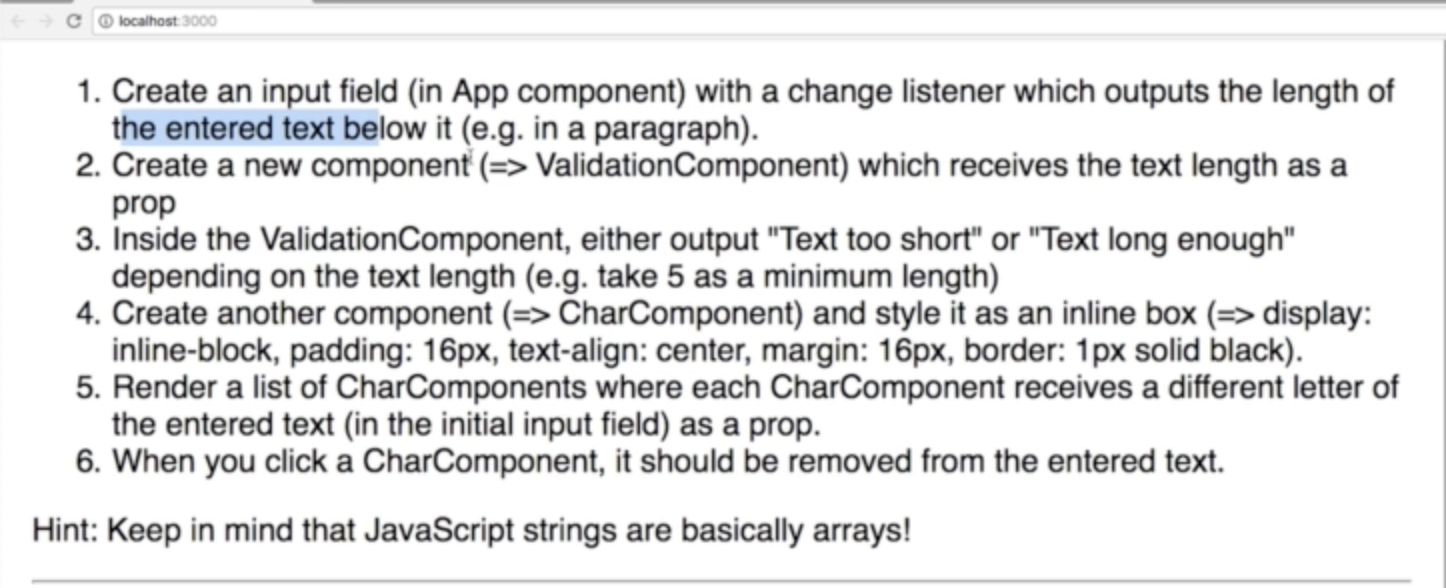 localhost:3000
1. Create an input field (in App component) with a change listener which outputs the length of
the entered text below it (e.g. in a paragraph).
2. Create a new component (=> ValidationComponent) which receives the text length as a
prop
3. Inside the ValidationComponent, either output "Text too short" or "Text long enough"
depending on the text length (e.g. take 5 as a minimum length)
4. Create another component (=> CharComponent) and style it as an inline box (=> display:
inline-block, padding: 16px, text-align: center, margin: 16px, border: 1px solid black).
5. Render a list of CharComponents where each CharComponent receives a different letter of
the entered text (in the initial input field) as a prop.
6. When you click a CharComponent, it should be removed from the entered text.
Hint: Keep in mind that JavaScript strings are basically arrays!